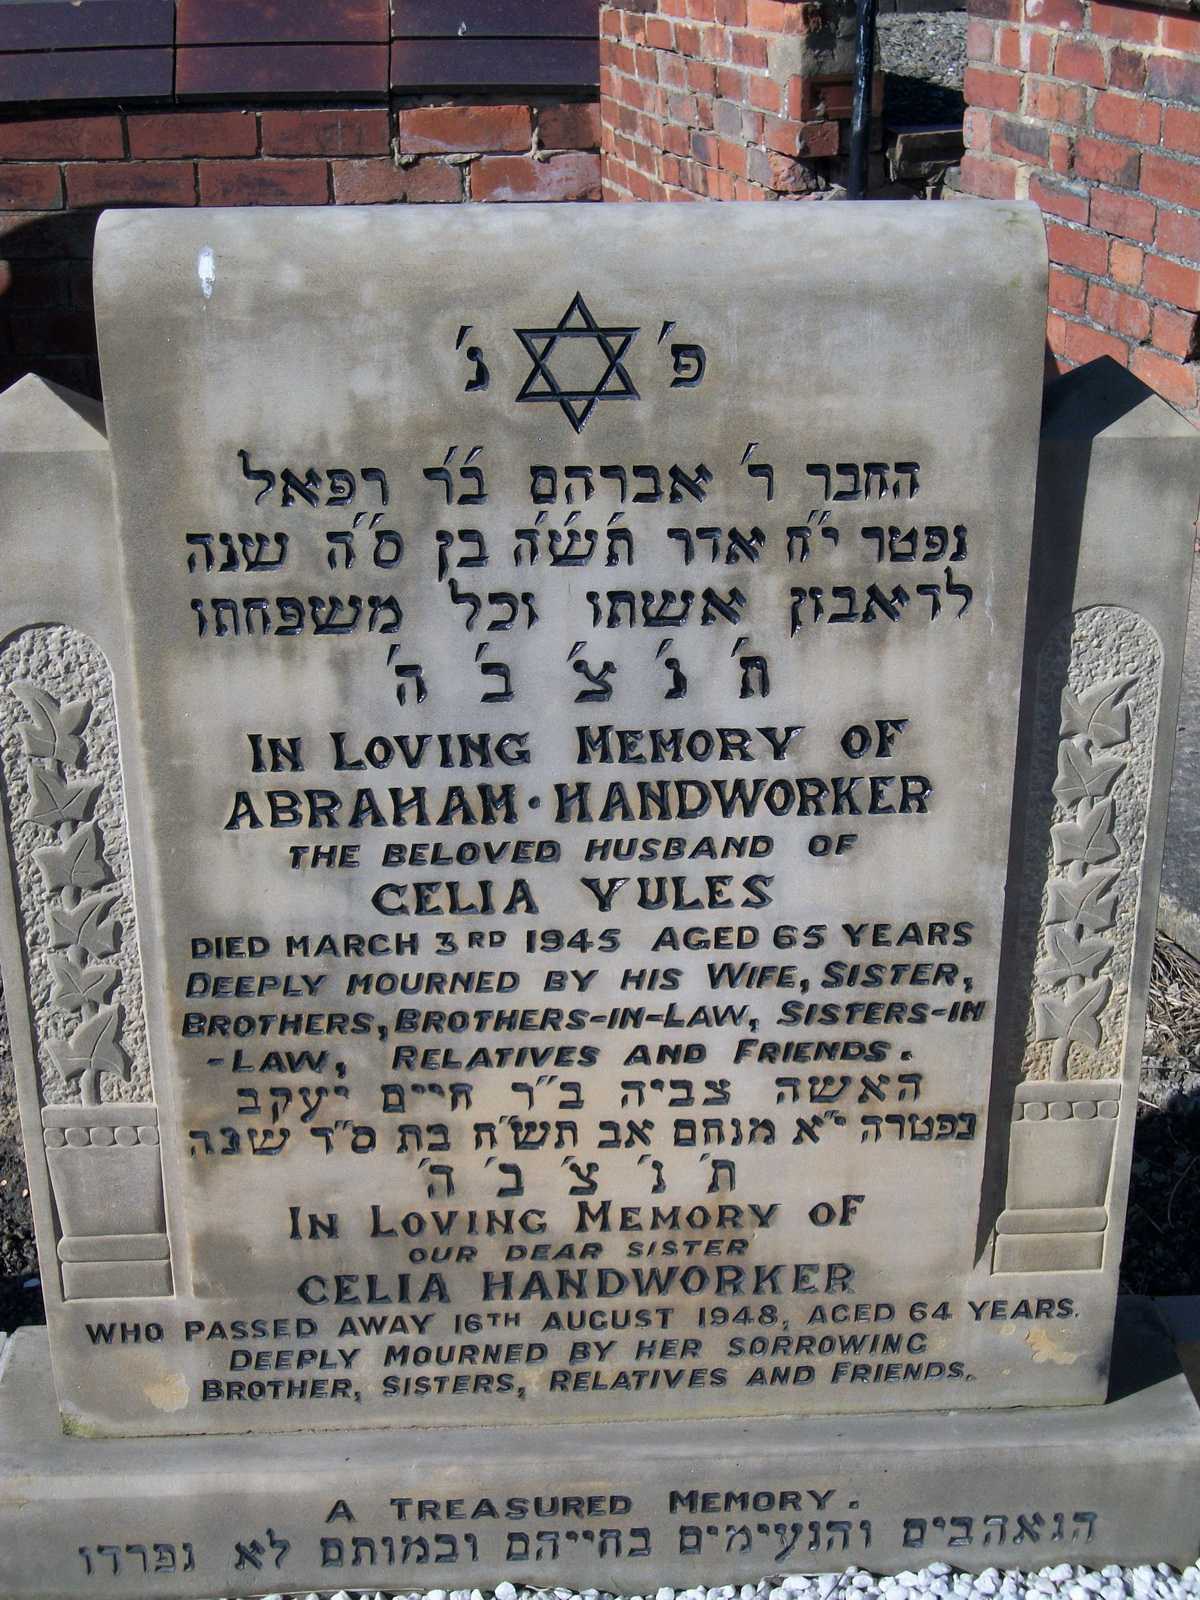 פ׳ נ׳
החבר ר׳ אברהם ב״ר רפאל
נפטר י״ח אדר תש״ה בן ס״ה שנה
לדאבון אשתו וכל משפחתו
ת׳ נ׳ צ׳ ב׳ ה׳
IN LOVING MEMORY OF
ABRAHAM · HANDWORKER
THE BELOVED HUSBAND OF
CELIA YULES
DIED MARCH 3RD 1945 AGED 65 YEARS
DEEPLY MOURNED BY HIS WIFE, SISTER,
BROTHERS, BROTHERS-IN-LAW, SISTERS-IN
-LAW, RELATIVES AND FRIENDS.
האשה צביה ב״ר חיים יעקב
נפטרה י״א מנחם אב תש״ח בת ס״ד שנה
ת׳ נ׳ צ׳ ב׳ ה׳
IN LOVING MEMORY OF
OUR DEAR SISTER
CELIA HANDWORKER
WHO PASSED AWAY 16TH AUGUST 1948, AGED 64 YEARS.
DEEPLY MOURNED BY HER SORROWING
BROTHER, SISTERS, RELATIVES AND FRIENDS.
A TREASURED MEMORY.
הנאהבים והנעימים בחייהם ובמותם לא נפרדו